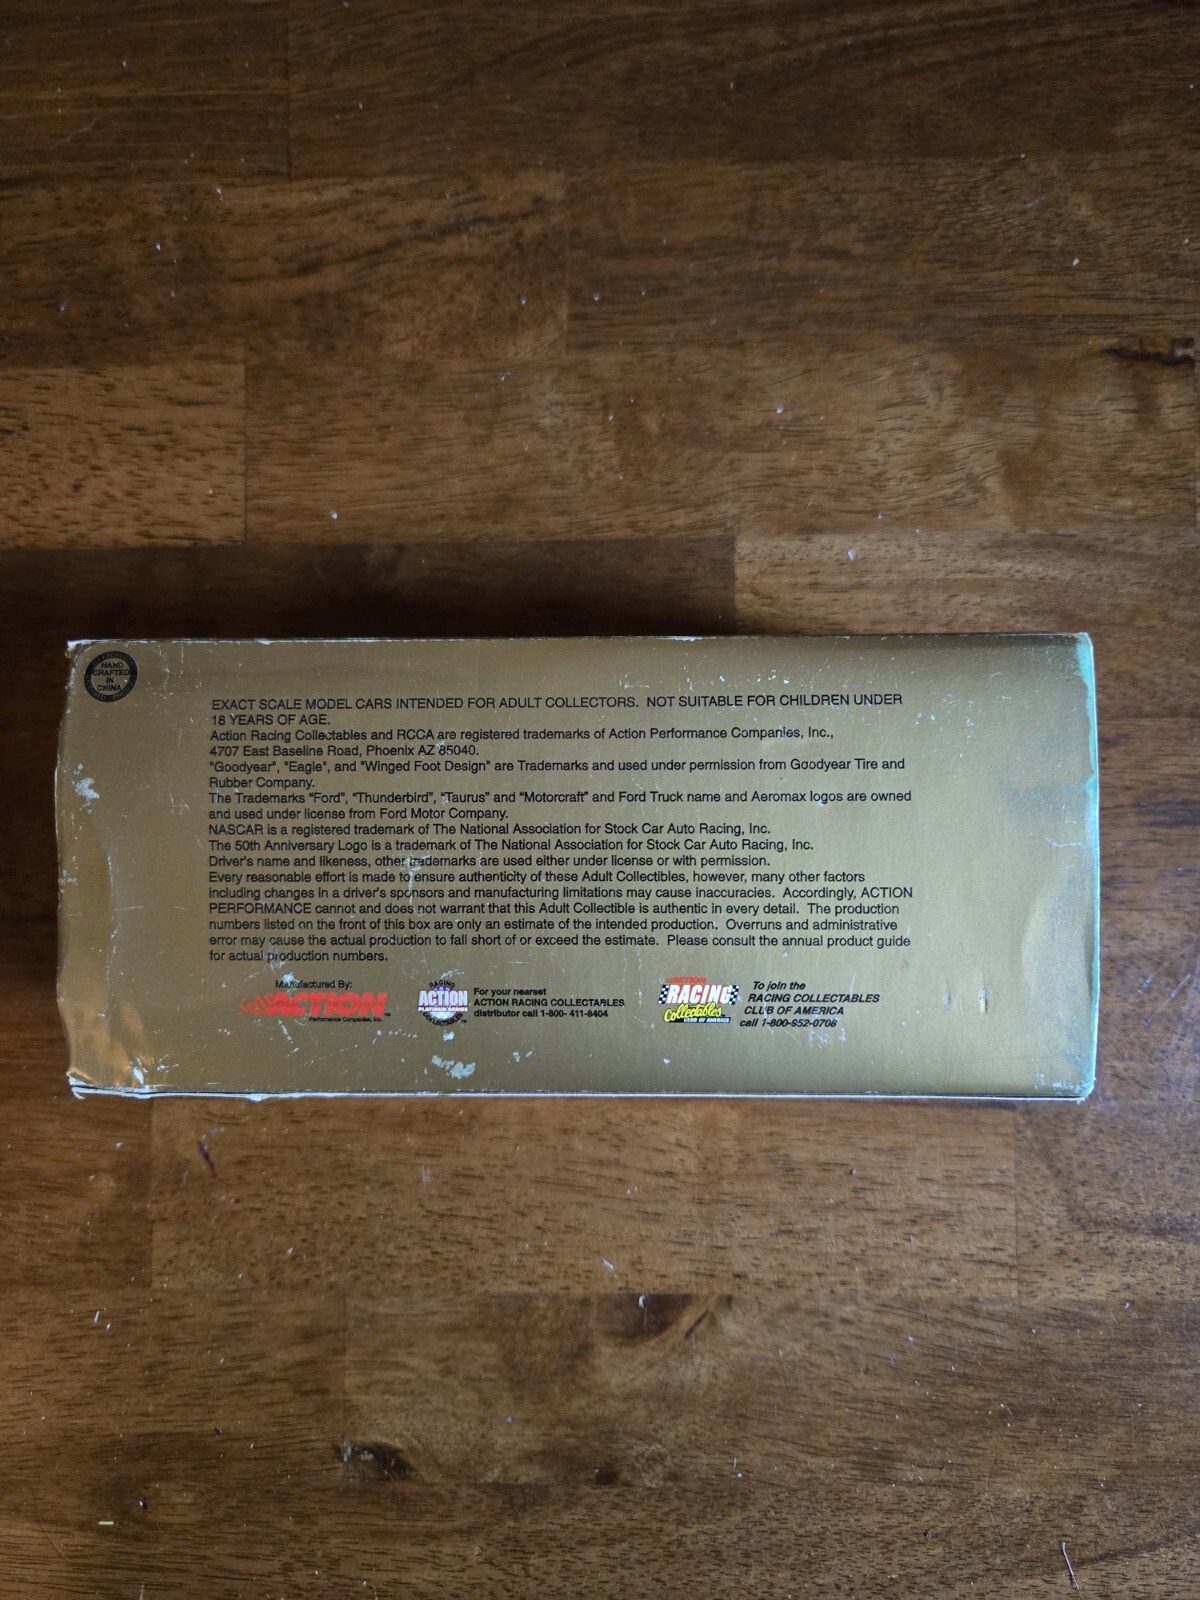 HAND
CRAFTED
IN
CHINA
EXACT SCALE MODEL CARS INTENDED FOR ADULT COLLECTORS.  NOT SUITABLE FOR CHILDREN UNDER
18 YEARS OF AGE.
Action Racing Collectables and RCCA are registered trademarks of Action Performance Companies, Inc.,
4707 East Baseline Road, Phoenix AZ 85040.
"Goodyear", "Eagle", and "Winged Foot Design" are Trademarks and used under permission from Goodyear Tire and
Rubber Company.
The Trademarks "Ford", "Thunderbird", "Taurus" and "Motorcraft" and Ford Truck name and Aeromax logos are owned
and used under license from Ford Motor Company.
NASCAR is a registered trademark of The National Association for Stock Car Auto Racing, Inc.
The 50th Anniversary Logo is a trademark of The National Association for Stock Car Auto Racing, Inc.
Driver's name and likeness, other trademarks are used either under license or with permission.
Every reasonable effort is made to ensure authenticity of these Adult Collectibles, however, many other factors
including changes in a driver's sponsors and manufacturing limitations may cause inaccuracies.  Accordingly, ACTION
PERFORMANCE cannot and does not warrant that this Adult Collectible is authentic in every detail.  The production
numbers listed on the front of this box are only an estimate of the intended production.  Overruns and administrative
error may cause the actual production to fall short of or exceed the estimate.  Please consult the annual product guide
for actual production numbers.
Manufactured By:
ACTION
Performance Companies, Inc.
RACING
ACTION
PLATINUM SERIES
COLLECTABLES
For your nearest
ACTION RACING COLLECTABLES
distributor call 1-800- 411-8404
ACTION
RACING
Collectables
CLUB OF AMERICA
To join the
RACING COLLECTABLES
CLUB OF AMERICA
call 1-800-952-0708